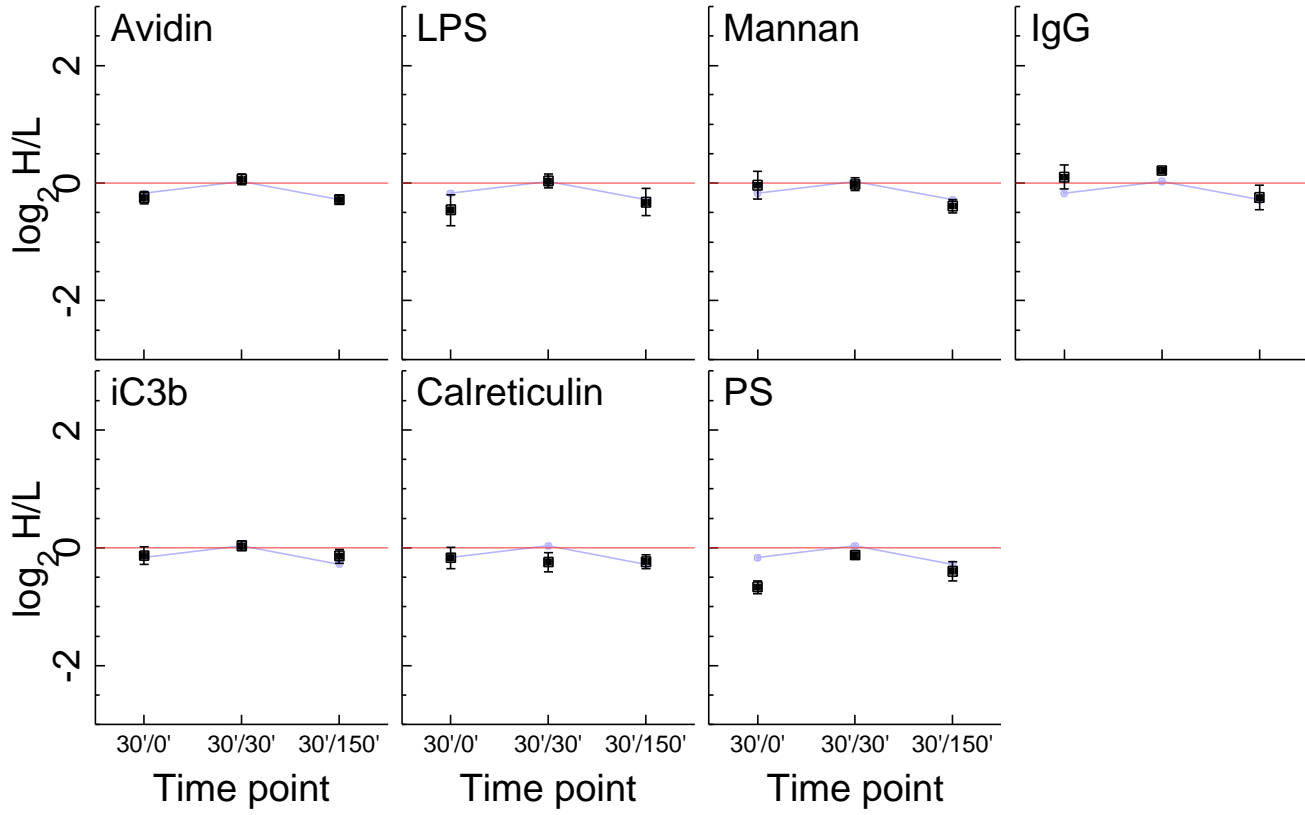 Avidin
LPS
Mannan
IgG
2
0
-2
log2 H/L
iC3b
Calreticulin
PS
2
0
-2
log2 H/L
30'/0' 30'/30' 30'/150'
30'/0' 30'/30' 30'/150'
30'/0' 30'/30' 30'/150'
Time point
Time point
Time point